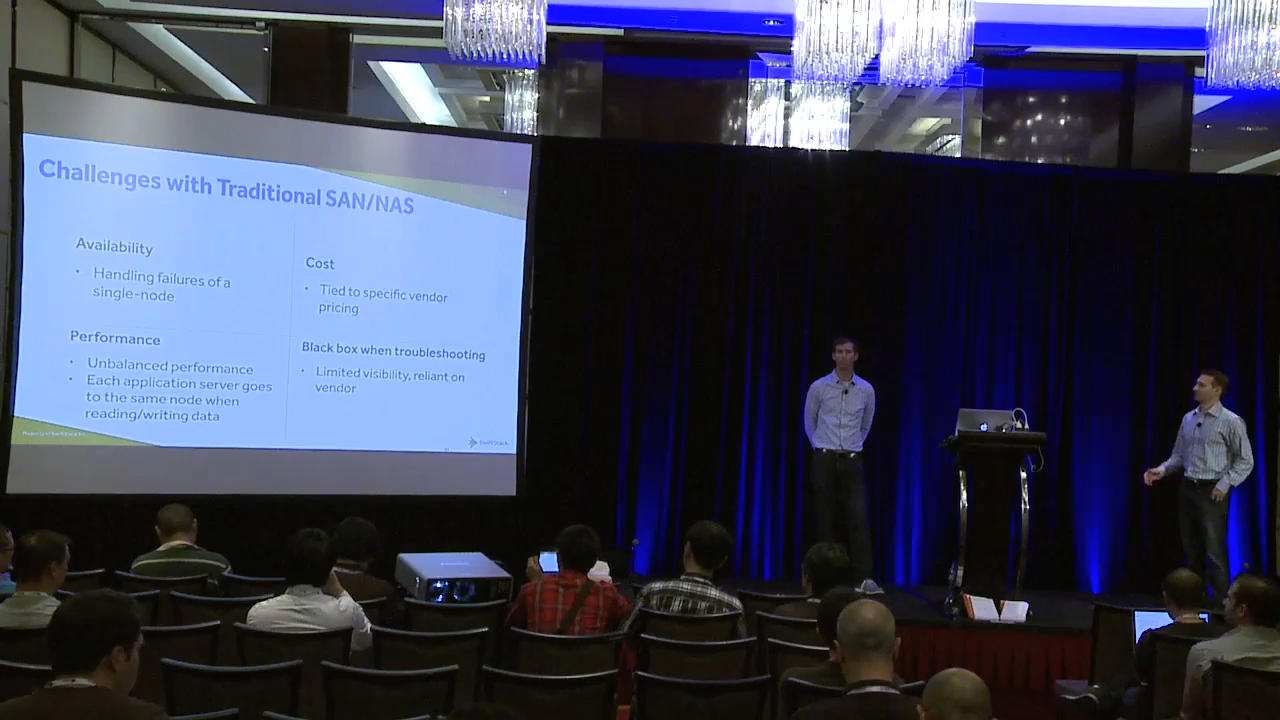 Challenges with Traditional SAN/NAS
Availability
• Handling failures of a
single-node
Performance
• Unbalanced performance
• Each application server goes
to the same node when
reading/writing data
Cost
• Tied to specific vendor
pricing
Black box when troubleshooting
• Limited visibility, reliant on
vendor
SwiftStack